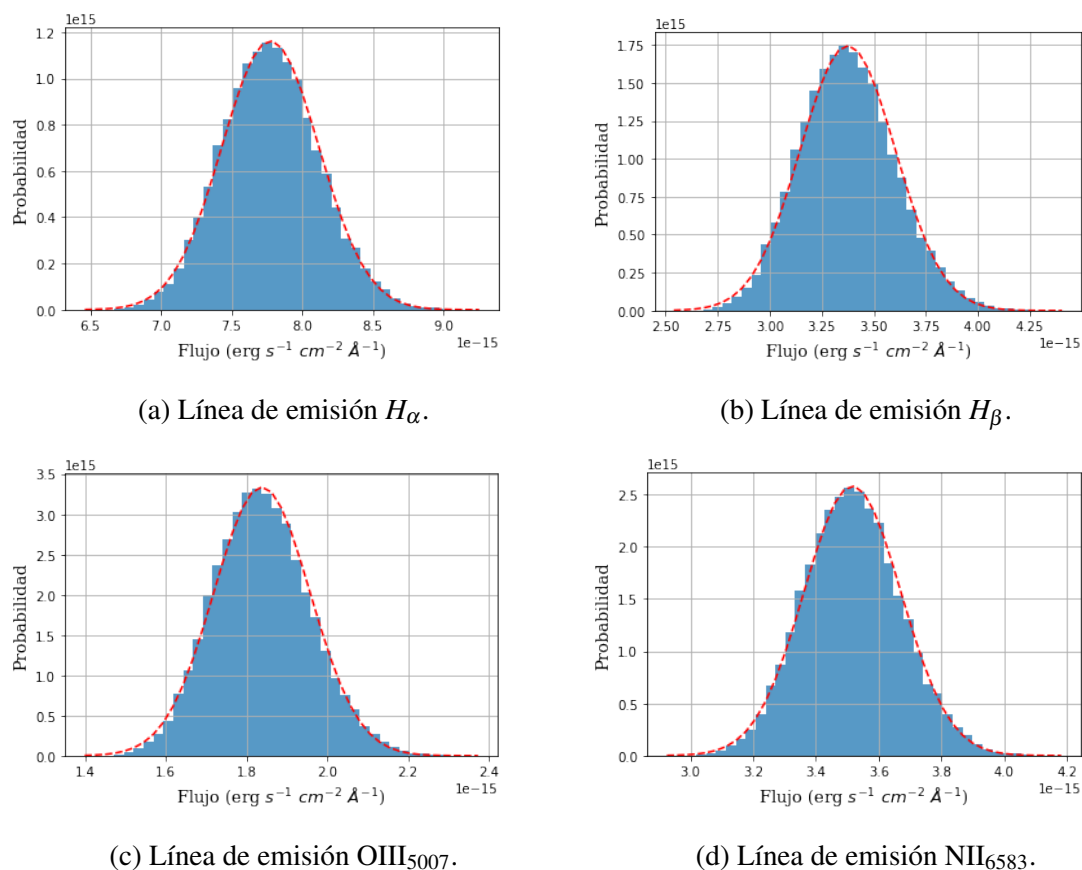 1e15
1.2
1.0
0.8
0.6
0.4
0.2
0.0
Probabilidad
6.5 7.0 7.5 8.0 8.5 9.0
1e−15
Flujo (erg s⁻¹ cm⁻² Å⁻¹)
(a) Línea de emisión Hα.
1e15
1.75
1.50
1.25
1.00
0.75
0.50
0.25
0.00
Probabilidad
2.50 2.75 3.00 3.25 3.50 3.75 4.00 4.25
1e−15
Flujo (erg s⁻¹ cm⁻² Å⁻¹)
(b) Línea de emisión Hβ.
1e15
3.5
3.0
2.5
2.0
1.5
1.0
0.5
0.0
Probabilidad
1.4 1.6 1.8 2.0 2.2 2.4
1e−15
Flujo (erg s⁻¹ cm⁻² Å⁻¹)
(c) Línea de emisión OIII₅₀₀₇.
1e15
2.5
2.0
1.5
1.0
0.5
0.0
Probabilidad
3.0 3.2 3.4 3.6 3.8 4.0 4.2
1e−15
Flujo (erg s⁻¹ cm⁻² Å⁻¹)
(d) Línea de emisión NII₆₅₈₃.